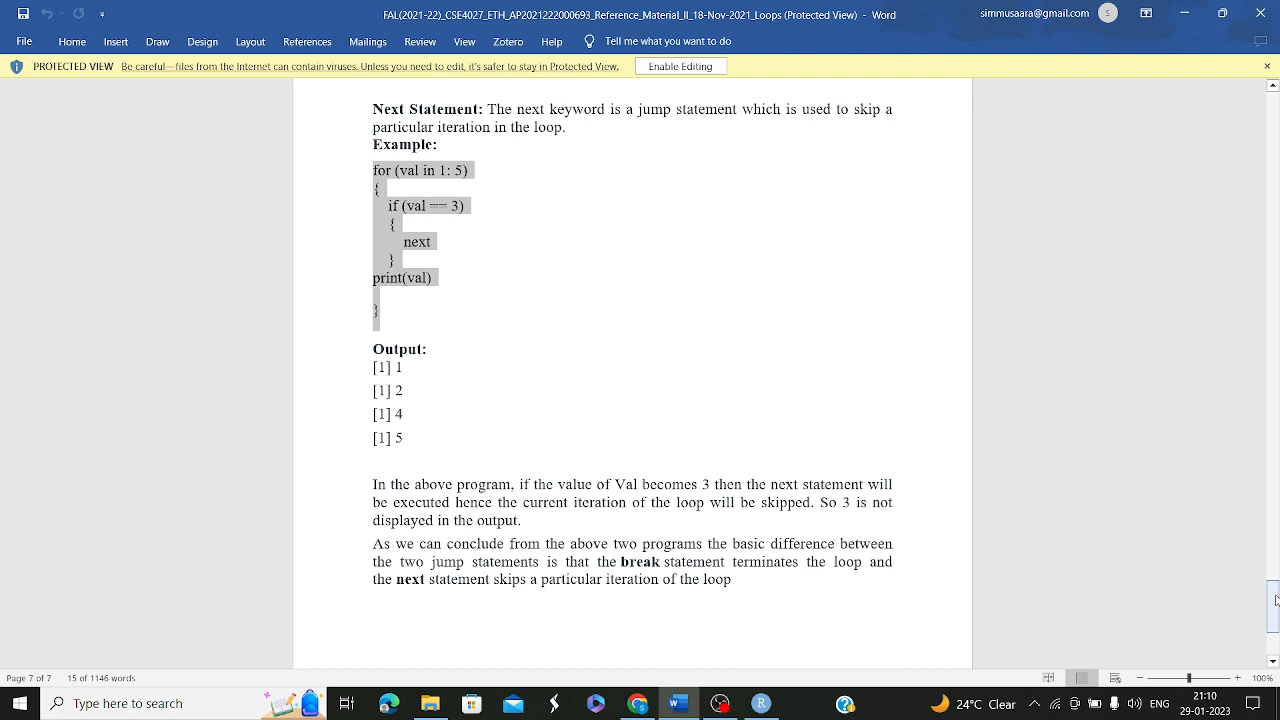 FAL(2021-22)_CSE4027_ETH_AP2021222000693_Reference_Material_II_18-Nov-2021_Loops (Protected View) - Word
simmusaara@gmail.com
S
File Home Insert Draw Design Layout References Mailings Review View Zotero Help Tell me what you want to do
PROTECTED VIEW Be careful—files from the Internet can contain viruses. Unless you need to edit, it's safer to stay in Protected View. Enable Editing
Next Statement: The next keyword is a jump statement which is used to skip a
particular iteration in the loop.
Example:
for (val in 1: 5)
{
if (val == 3)
{
next
}
print(val)
}
Output:
[1] 1
[1] 2
[1] 4
[1] 5
In the above program, if the value of Val becomes 3 then the next statement will
be executed hence the current iteration of the loop will be skipped. So 3 is not
displayed in the output.
As we can conclude from the above two programs the basic difference between
the two jump statements is that the break statement terminates the loop and
the next statement skips a particular iteration of the loop
Page 7 of 7 15 of 1146 words 100%
Type here to search
24°C Clear
ENG
21:10
29-01-2023